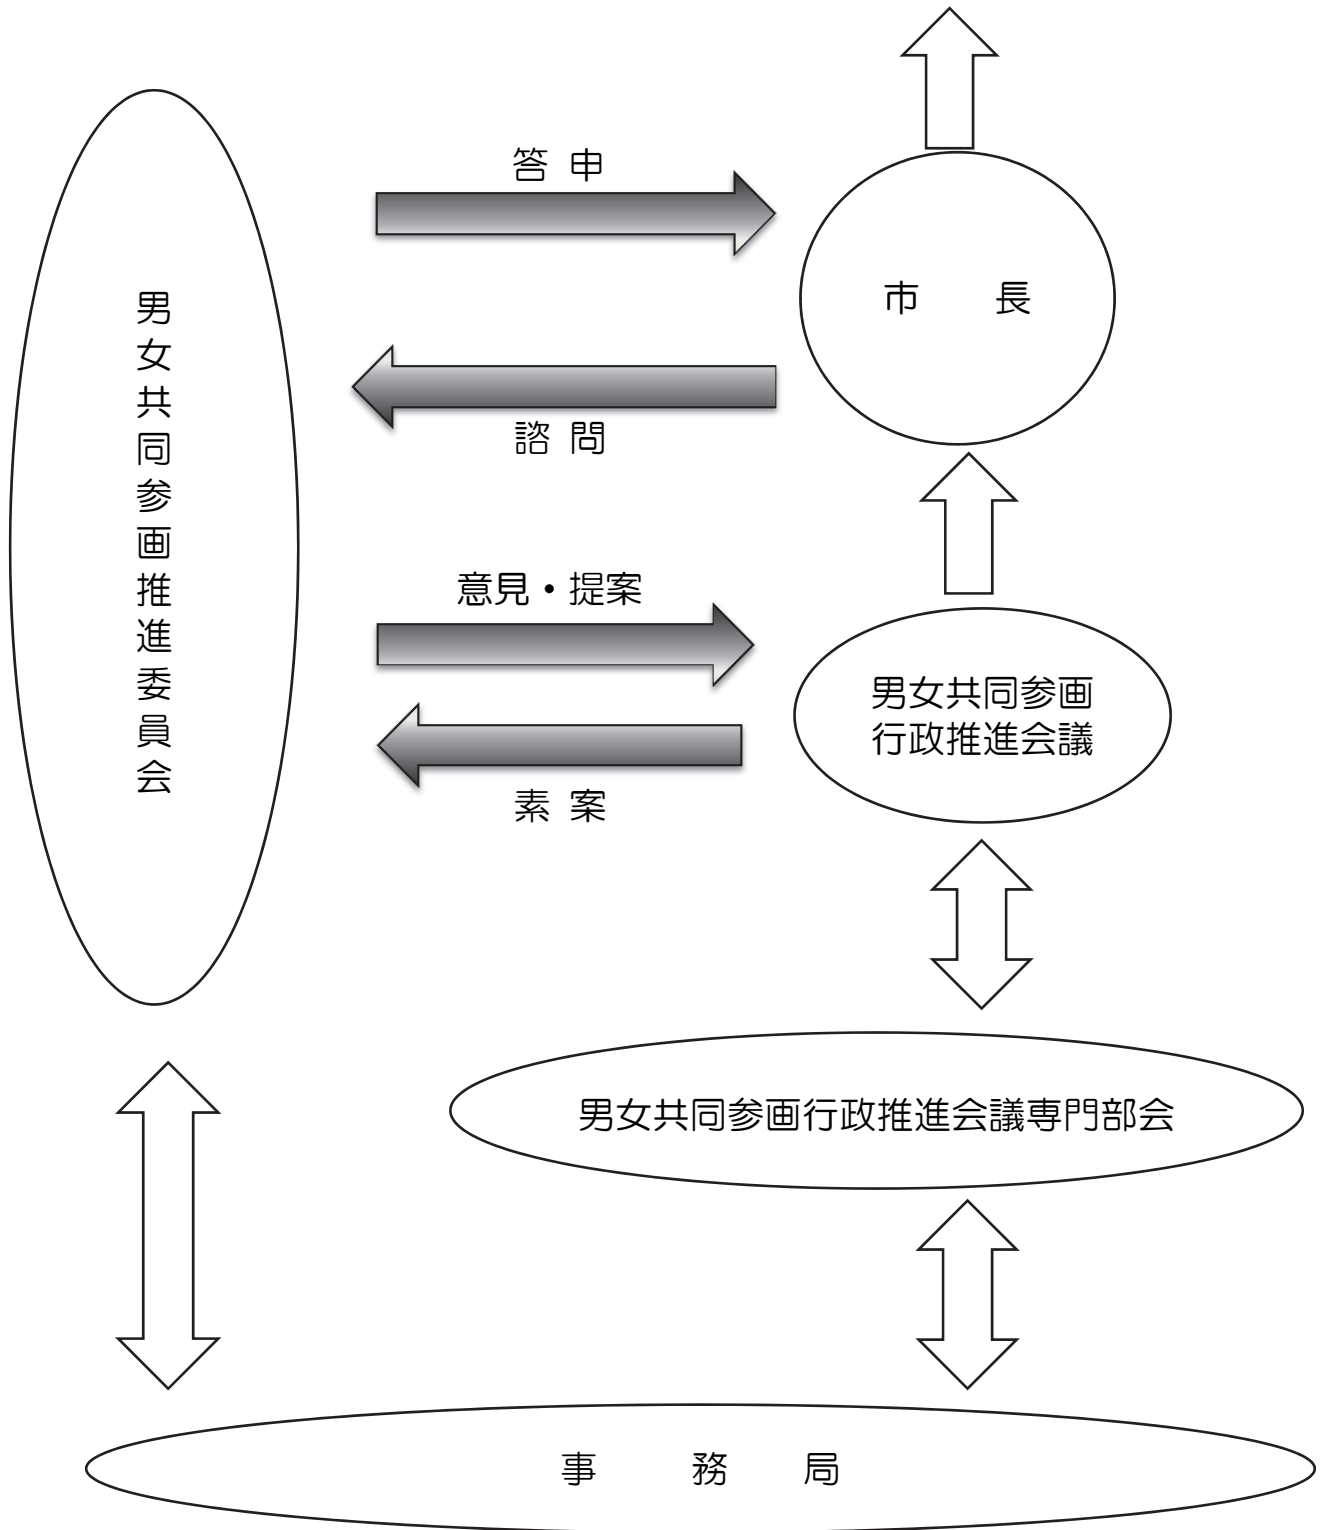 答 申
市 長
男女共同参画推進委員会
諮 問
意見・提案
男女共同参画
行政推進会議
素 案
男女共同参画行政推進会議専門部会
事 務 局